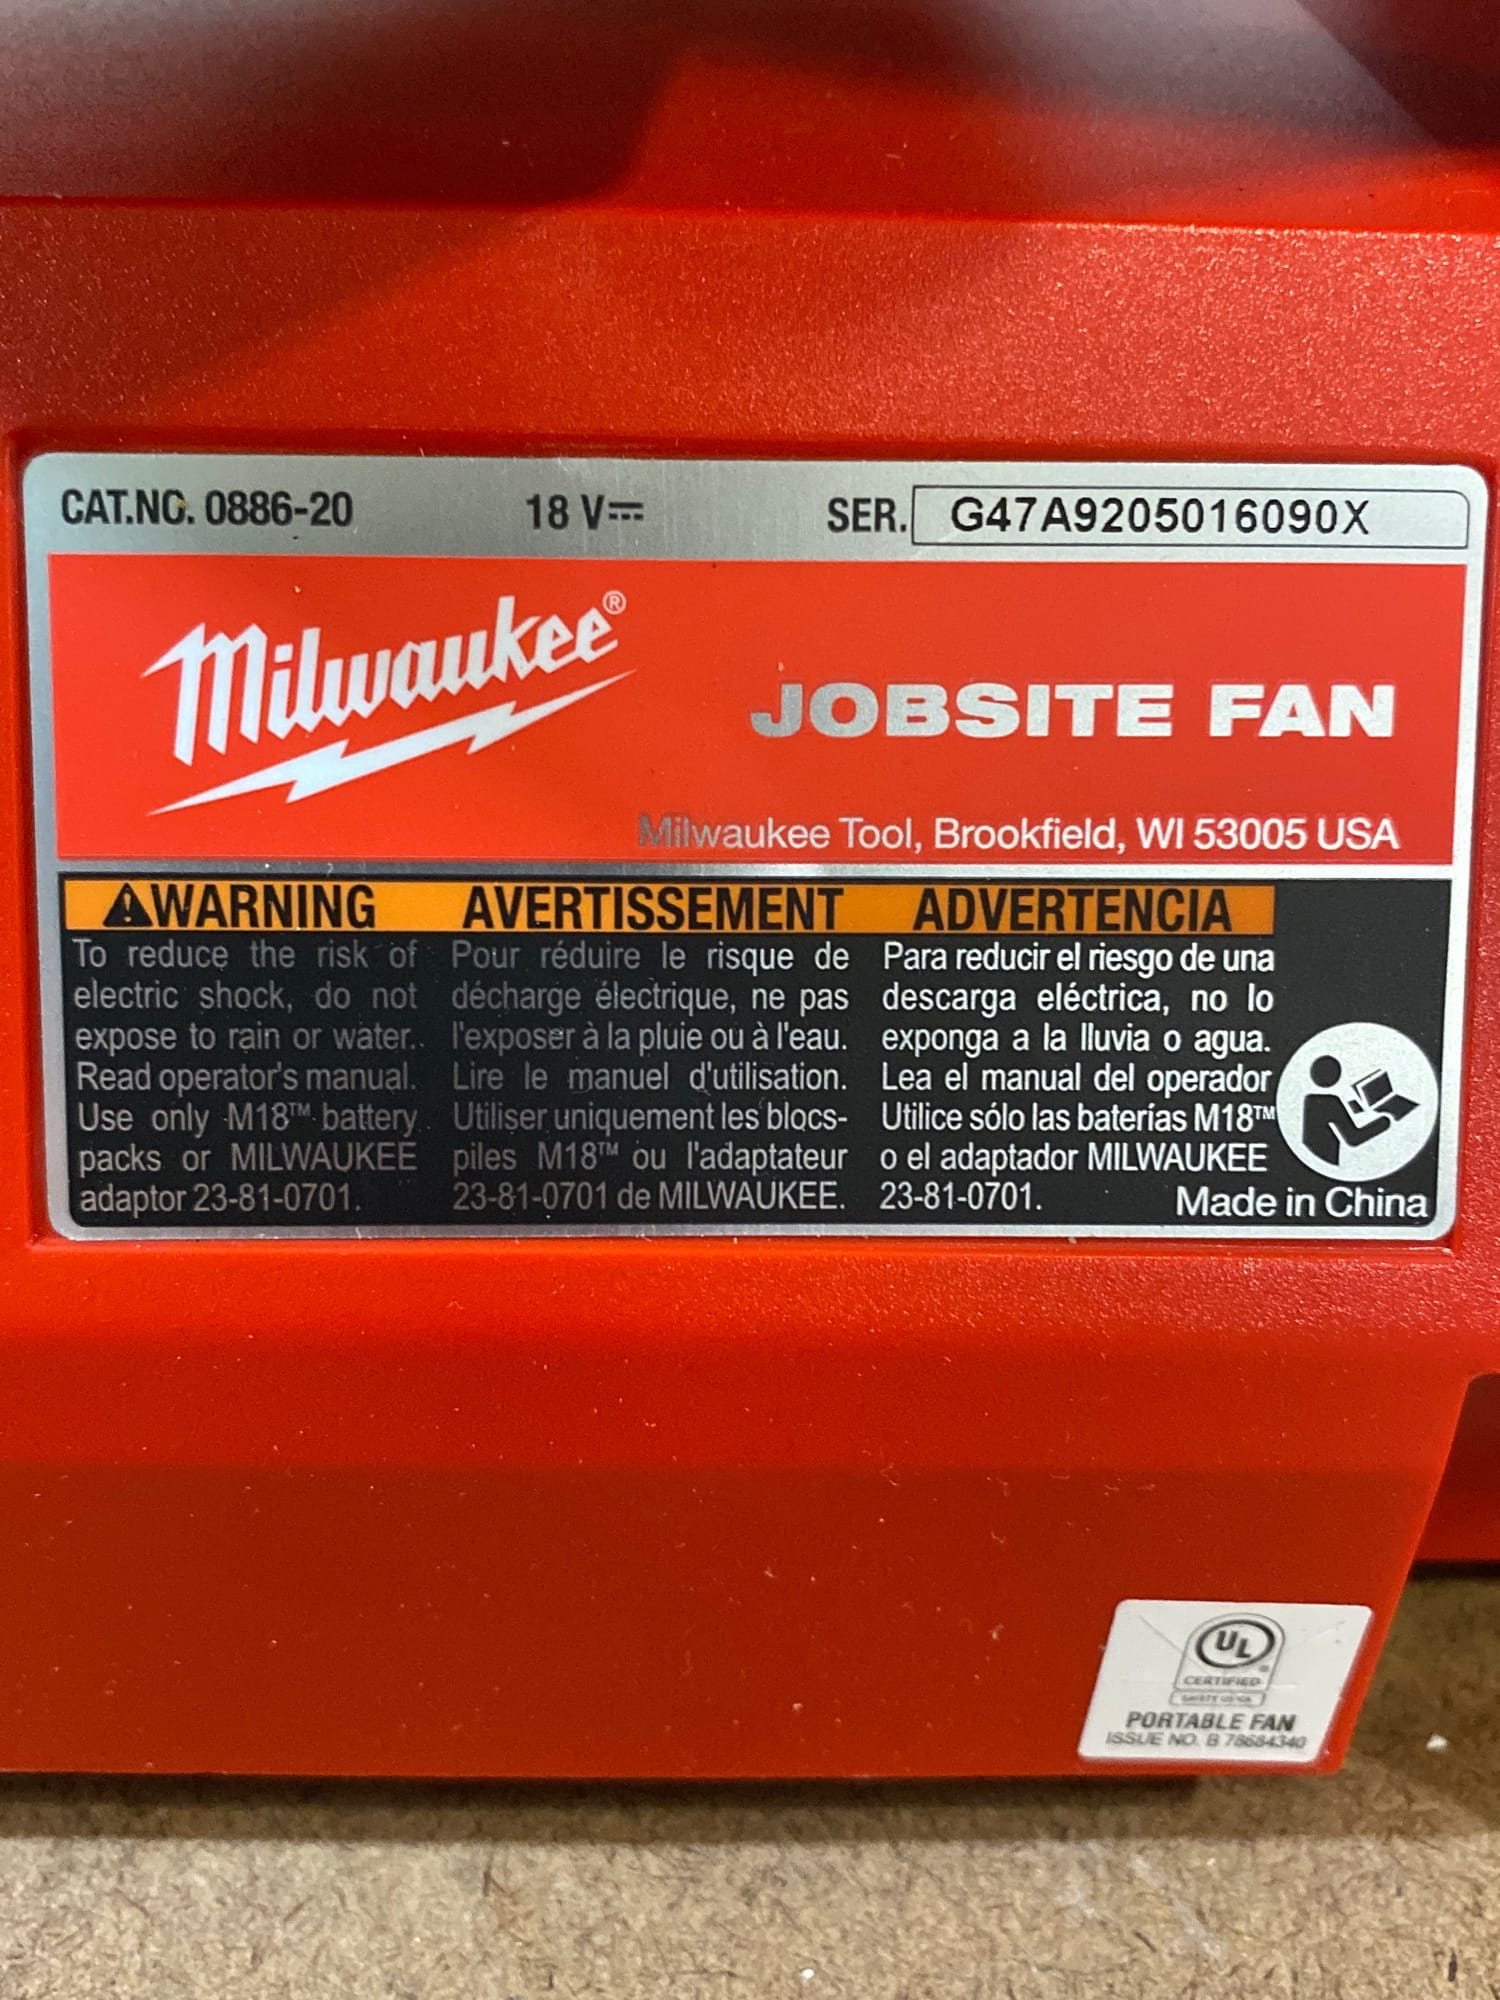 CAT.NO. 0886-20 18 V⎓ SER. G47A9205016090X
Milwaukee®
JOBSITE FAN
Milwaukee Tool, Brookfield, WI 53005 USA
⚠WARNING
To reduce the risk of
electric shock, do not
expose to rain or water.
Read operator's manual.
Use only M18™ battery
packs or MILWAUKEE
adaptor 23-81-0701.
AVERTISSEMENT
Pour réduire le risque de
décharge électrique, ne pas
l'exposer à la pluie ou à l'eau.
Lire le manuel d'utilisation.
Utiliser uniquement les blocs-
piles M18™ ou l'adaptateur
23-81-0701 de MILWAUKEE.
ADVERTENCIA
Para reducir el riesgo de una
descarga eléctrica, no lo
exponga a la lluvia o agua.
Lea el manual del operador
Utilice sólo las baterías M18™
o el adaptador MILWAUKEE
23-81-0701.
Made in China
UL
CERTIFIED
SAFETY US-CA
PORTABLE FAN
ISSUE NO. B 78684340